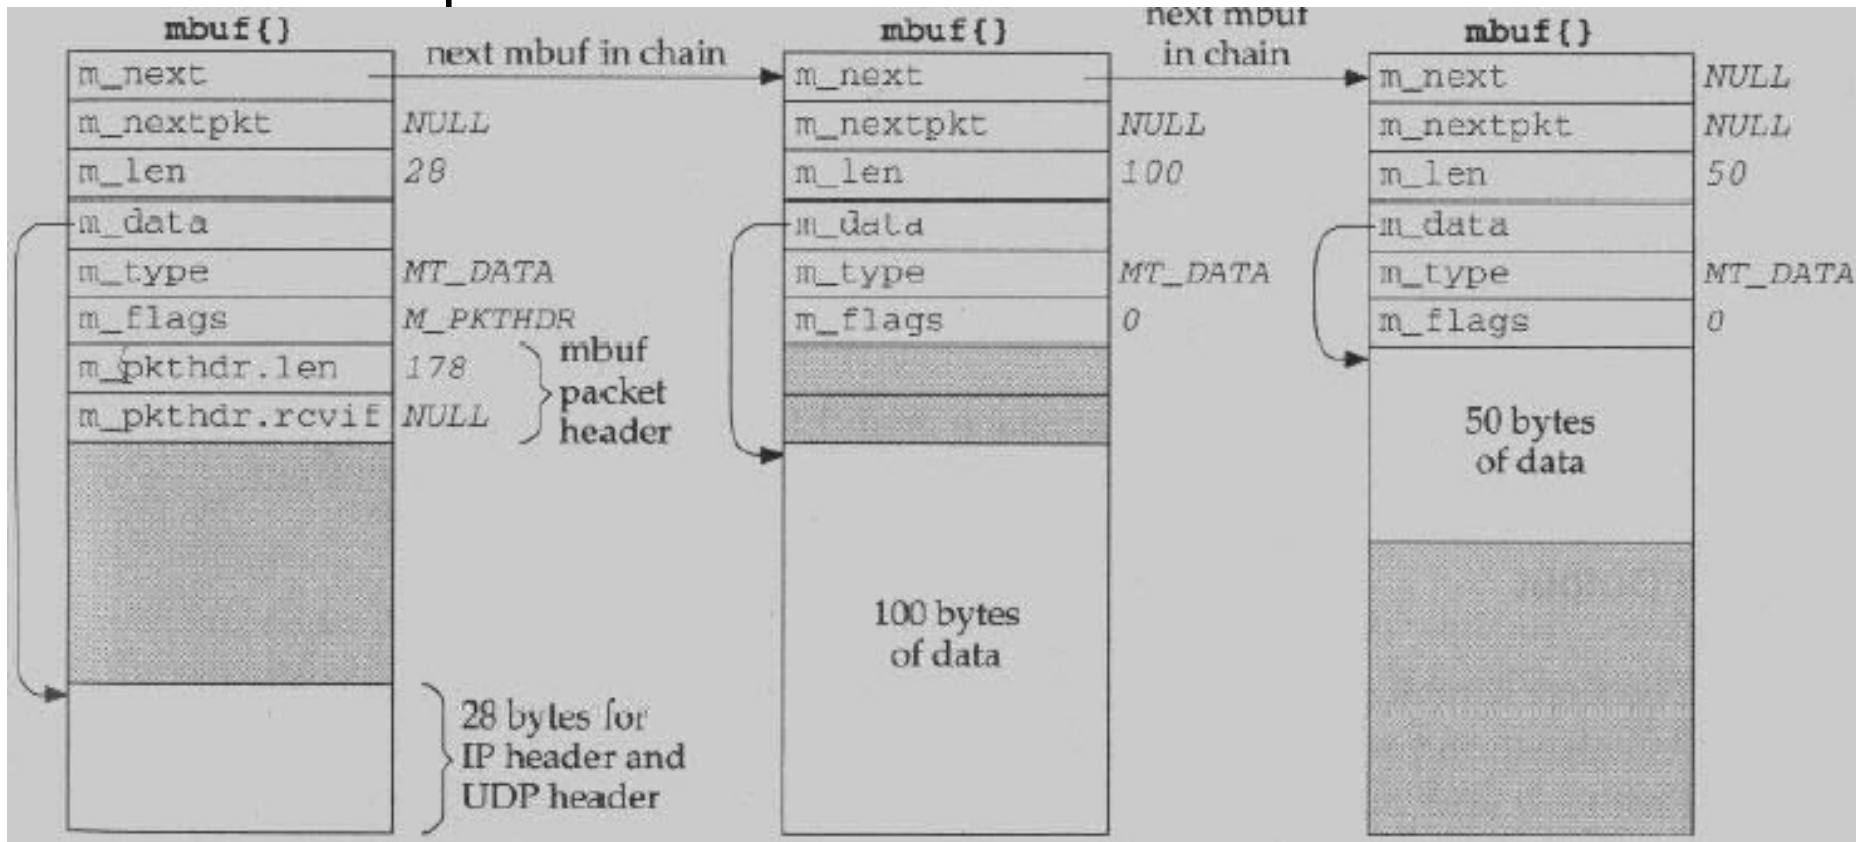 mbuf{}
next mbuf in chain
m_next
m_nextpkt NULL
m_len 28
m_data
m_type MT_DATA
m_flags M_PKTHDR
m_pkthdr.len 178
m_pkthdr.rcvif NULL
mbuf
packet
header
28 bytes for
IP header and
UDP header
mbuf{}
next mbuf
in chain
m_next
m_nextpkt NULL
m_len 100
m_data
m_type MT_DATA
m_flags 0
100 bytes
of data
mbuf{}
m_next NULL
m_nextpkt NULL
m_len 50
m_data
m_type MT_DATA
m_flags 0
50 bytes
of data